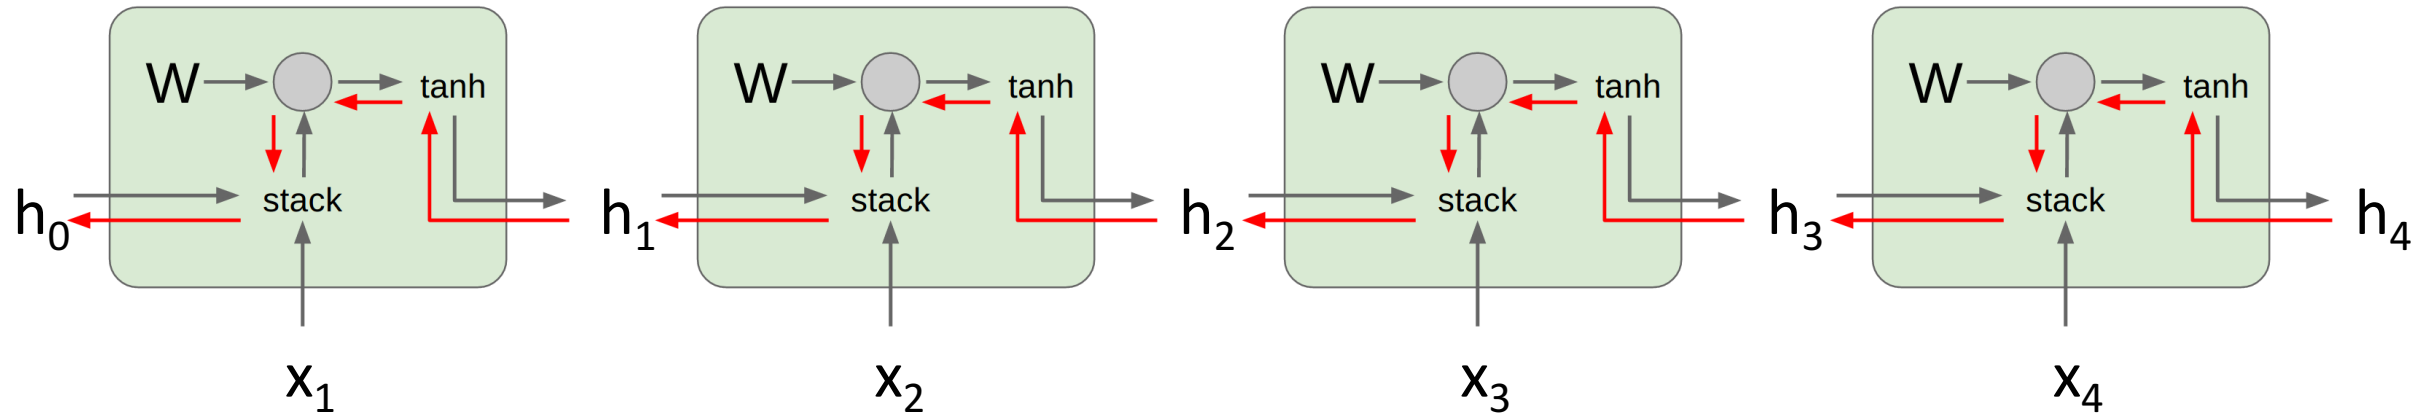 W tanh W tanh W tanh W tanh
h0 stack h1 stack h2 stack h3 stack h4
x1 x2 x3 x4